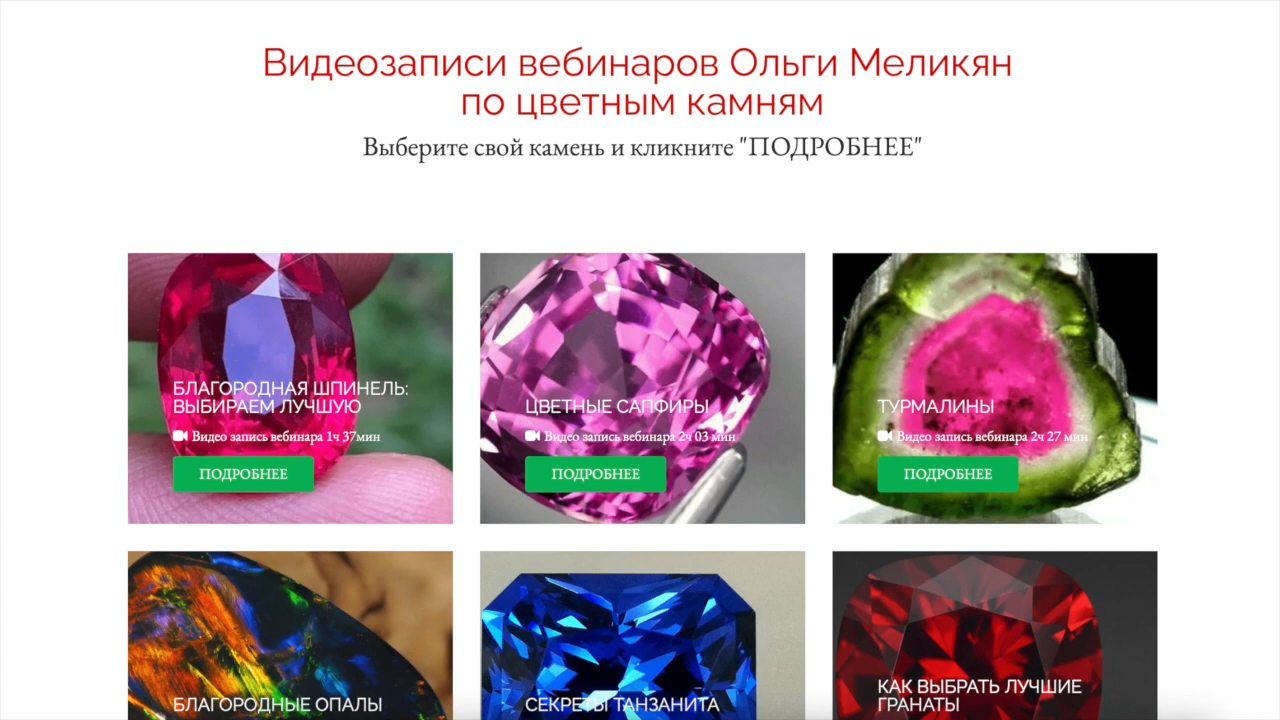 Видеозаписи вебинаров Ольги Меликян
по цветным камням
Выберите свой камень и кликните "ПОДРОБНЕЕ"
БЛАГОРОДНАЯ ШПИНЕЛЬ:
ВЫБИРАЕМ ЛУЧШУЮ
Видео запись вебинара 1ч 37мин
ПОДРОБНЕЕ
ЦВЕТНЫЕ САПФИРЫ
Видео запись вебинара 2ч 03 мин
ПОДРОБНЕЕ
ТУРМАЛИНЫ
Видео запись вебинара 2ч 27 мин
ПОДРОБНЕЕ
БЛАГОРОДНЫЕ ОПАЛЫ
СЕКРЕТЫ ТАНЗАНИТА
КАК ВЫБРАТЬ ЛУЧШИЕ
ГРАНАТЫ